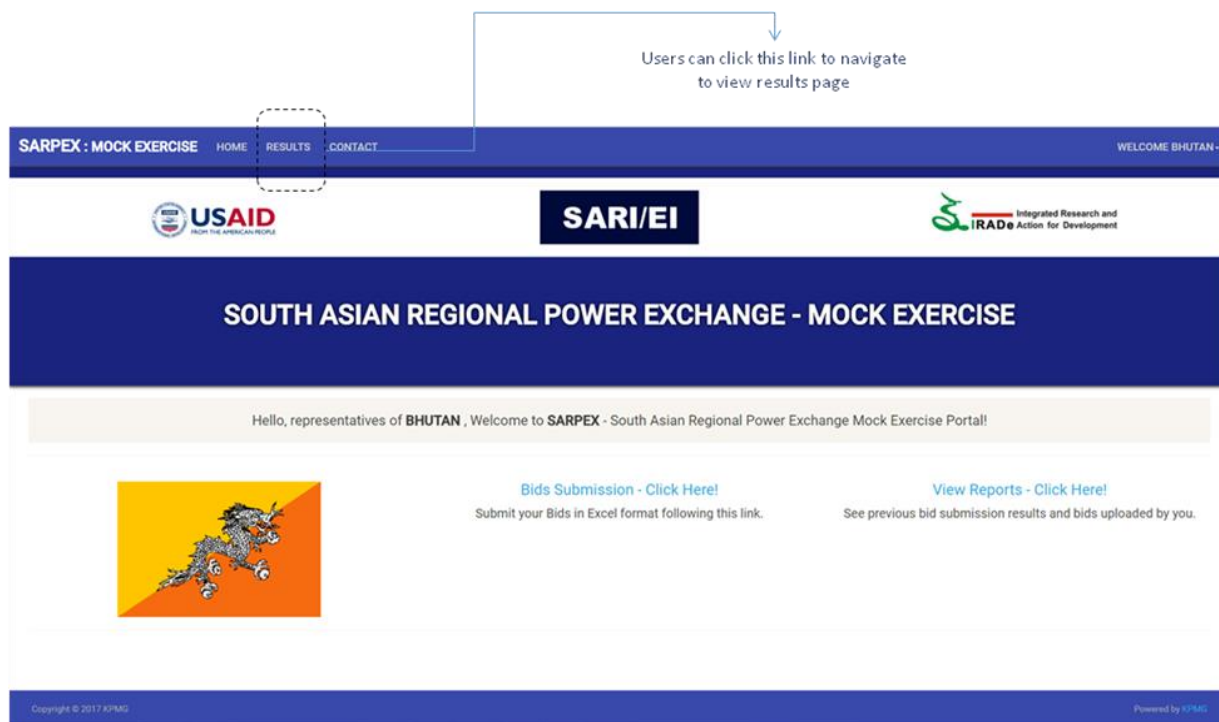 Users can click this link to navigate
to view results page
SARPEX : MOCK EXERCISE HOME RESULTS CONTACT WELCOME BHUTAN
USAID
FROM THE AMERICAN PEOPLE
SARI/EI
IRADe Integrated Research and
Action for Development
SOUTH ASIAN REGIONAL POWER EXCHANGE - MOCK EXERCISE
Hello, representatives of BHUTAN , Welcome to SARPEX - South Asian Regional Power Exchange Mock Exercise Portal!
Bids Submission - Click Here!
Submit your Bids in Excel format following this link.
View Reports - Click Here!
See previous bid submission results and bids uploaded by you.
Copyright © 2017 KPMG
Powered by KPMG